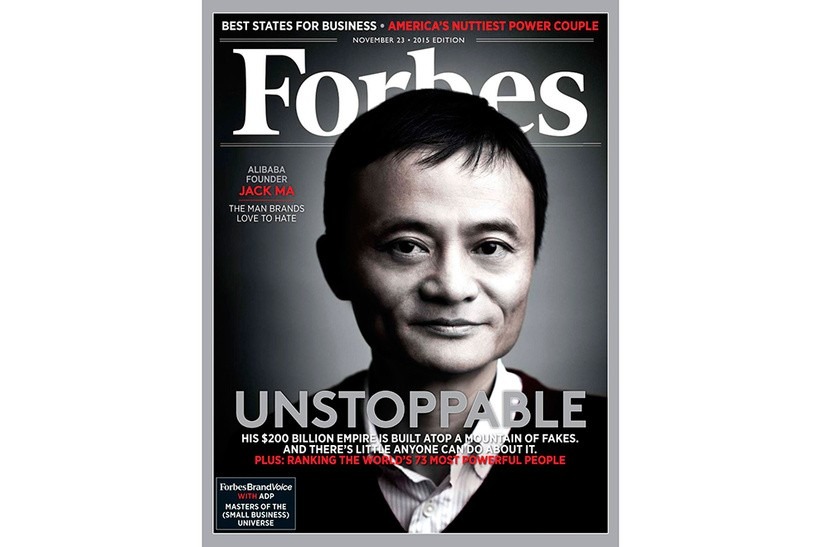 BEST STATES FOR BUSINESS • AMERICA'S NUTTIEST POWER COUPLE
NOVEMBER 23 • 2015 EDITION
Forbes
ALIBABA
FOUNDER
JACK MA
THE MAN BRANDS
LOVE TO HATE
UNSTOPPABLE
HIS $200 BILLION EMPIRE IS BUILT ATOP A MOUNTAIN OF FAKES.
AND THERE'S LITTLE ANYONE CAN DO ABOUT IT.
PLUS: RANKING THE WORLD'S 73 MOST POWERFUL PEOPLE
ForbesBrandVoice
WITH ADP
MASTERS OF THE
(SMALL BUSINESS)
UNIVERSE